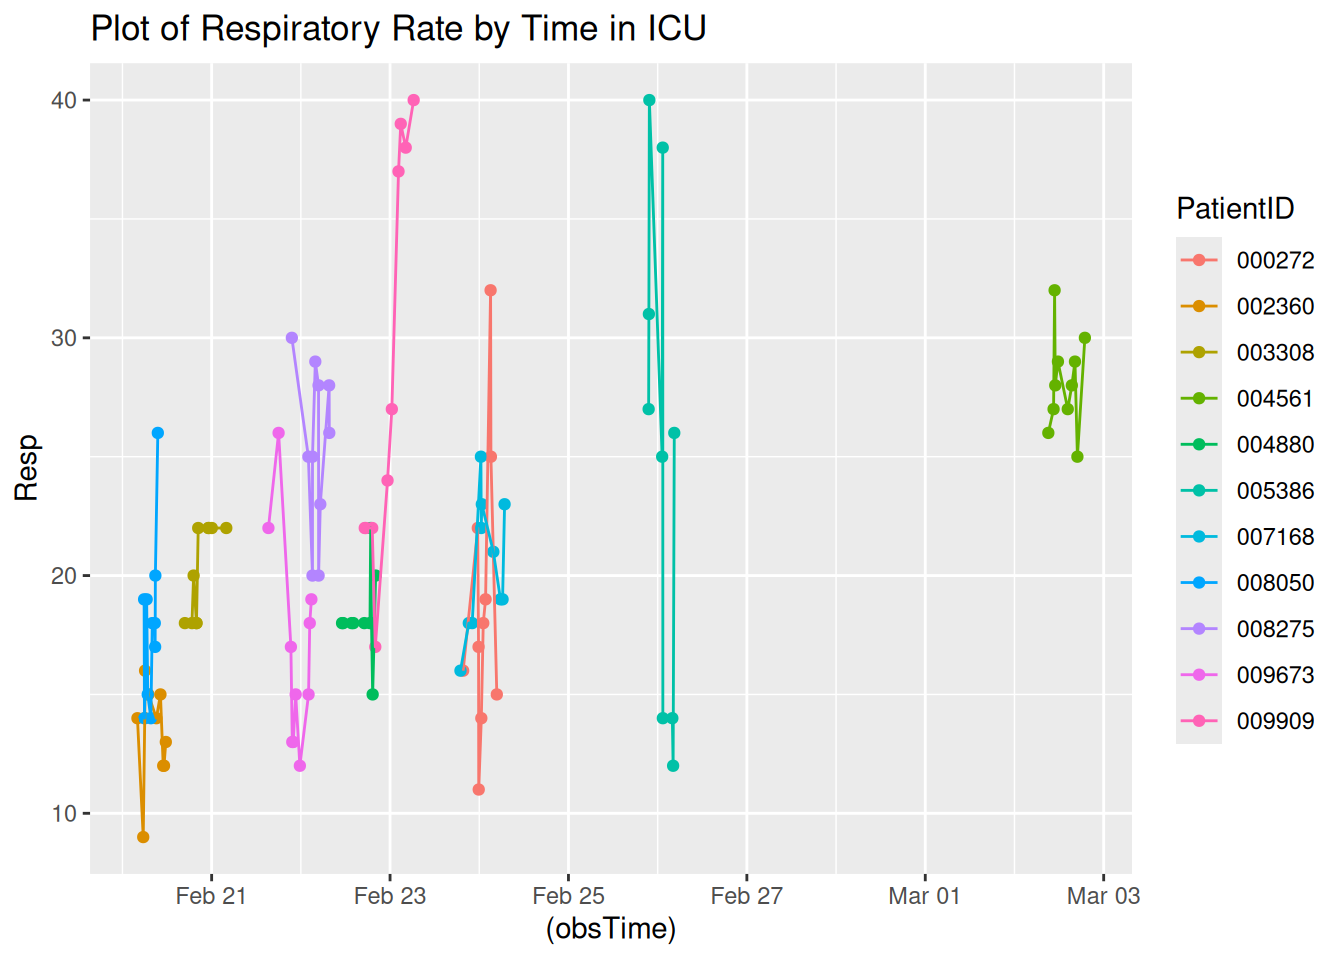 Plot of Respiratory Rate by Time in ICU
40
30
20
10
Resp
Feb 21
Feb 23
Feb 25
Feb 27
Mar 01
Mar 03
(obsTime)
PatientID
000272
002360
003308
004561
004880
005386
007168
008050
008275
009673
009909